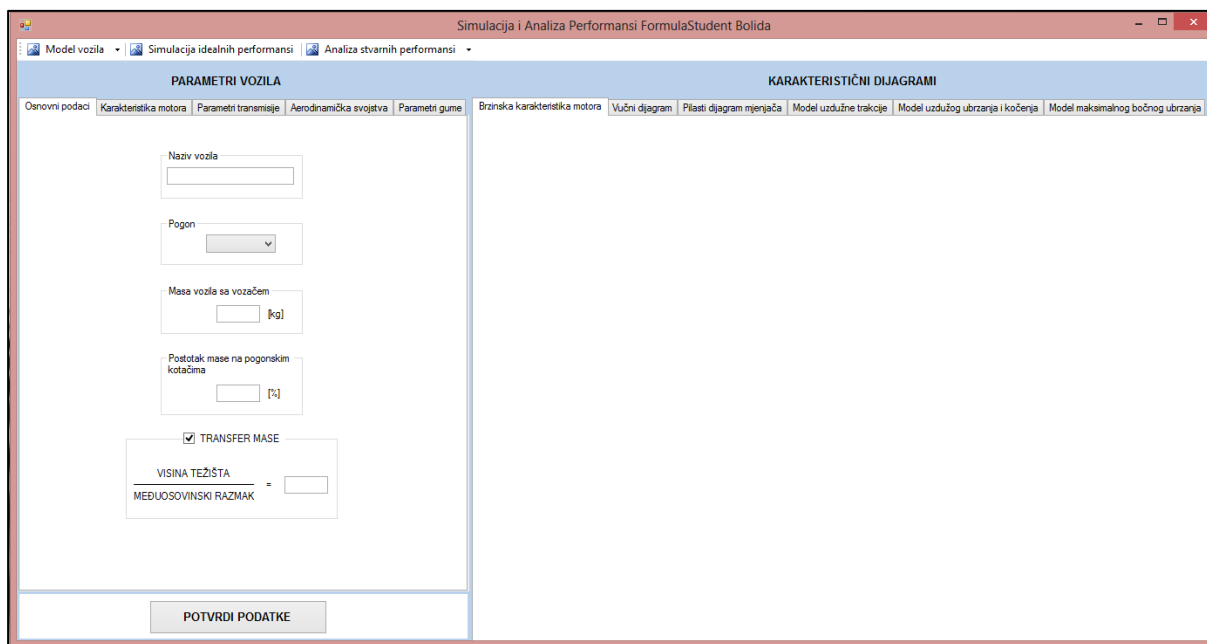 Simulacija i Analiza Performansi FormulaStudent Bolida
Model vozila Simulacija idealnih performansi Analiza stvarnih performansi
PARAMETRI VOZILA
Osnovni podaci Karakteristika motora Parametri transmisije Aerodinamička svojstva Parametri gume
Naziv vozila
Pogon
Masa vozila sa vozačem
[kg]
Postotak mase na pogonskim
kotačima
[%]
TRANSFER MASE
VISINA TEŽIŠTA
=
MEĐUOSOVINSKI RAZMAK
POTVRDI PODATKE
KARAKTERISTIČNI DIJAGRAMI
Brzinska karakteristika motora Vučni dijagram Pilasti dijagram mjenjača Model uzdužne trakcije Model uzdužog ubrzanja i kočenja Model maksimalnog bočnog ubrzanja